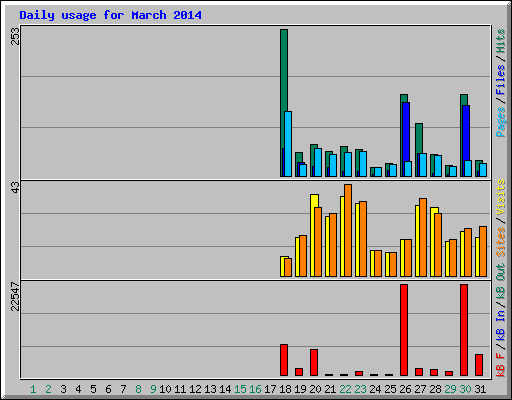 Daily usage for March 2014
253
43
22547
Pages/Files/Hits
Sites/Visits
kB F/kB In/kB Out
1 2 3 4 5 6 7 8 9 10 11 12 13 14 15 16 17 18 19 20 21 22 23 24 25 26 27 28 29 30 31